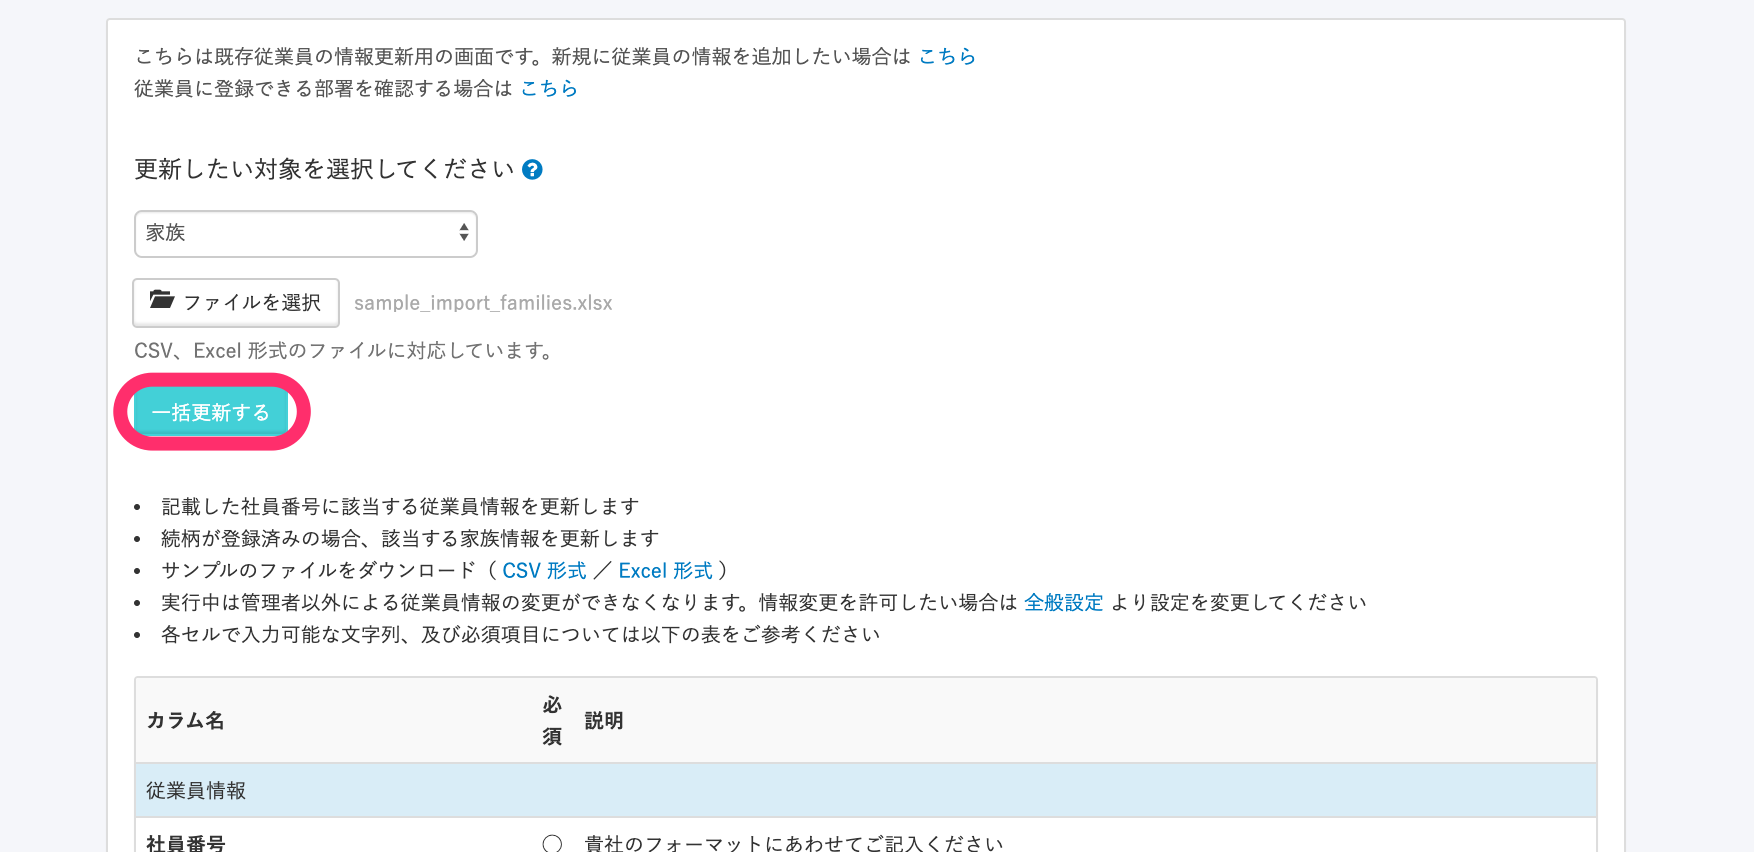 こちらは既存従業員の情報更新用の画面です。新規に従業員の情報を追加したい場合は こちら
従業員に登録できる部署を確認する場合は こちら
更新したい対象を選択してください ?
家族
ファイルを選択 sample_import_families.xlsx
CSV、Excel 形式のファイルに対応しています。
一括更新する
• 記載した社員番号に該当する従業員情報を更新します
• 続柄が登録済みの場合、該当する家族情報を更新します
• サンプルのファイルをダウンロード（ CSV 形式 ／ Excel 形式 ）
• 実行中は管理者以外による従業員情報の変更ができなくなります。情報変更を許可したい場合は 全般設定 より設定を変更してください
• 各セルで入力可能な文字列、及び必須項目については以下の表をご参考ください
カラム名 必須 説明
従業員情報
社員番号 ○ 貴社のフォーマットにあわせてご記入ください